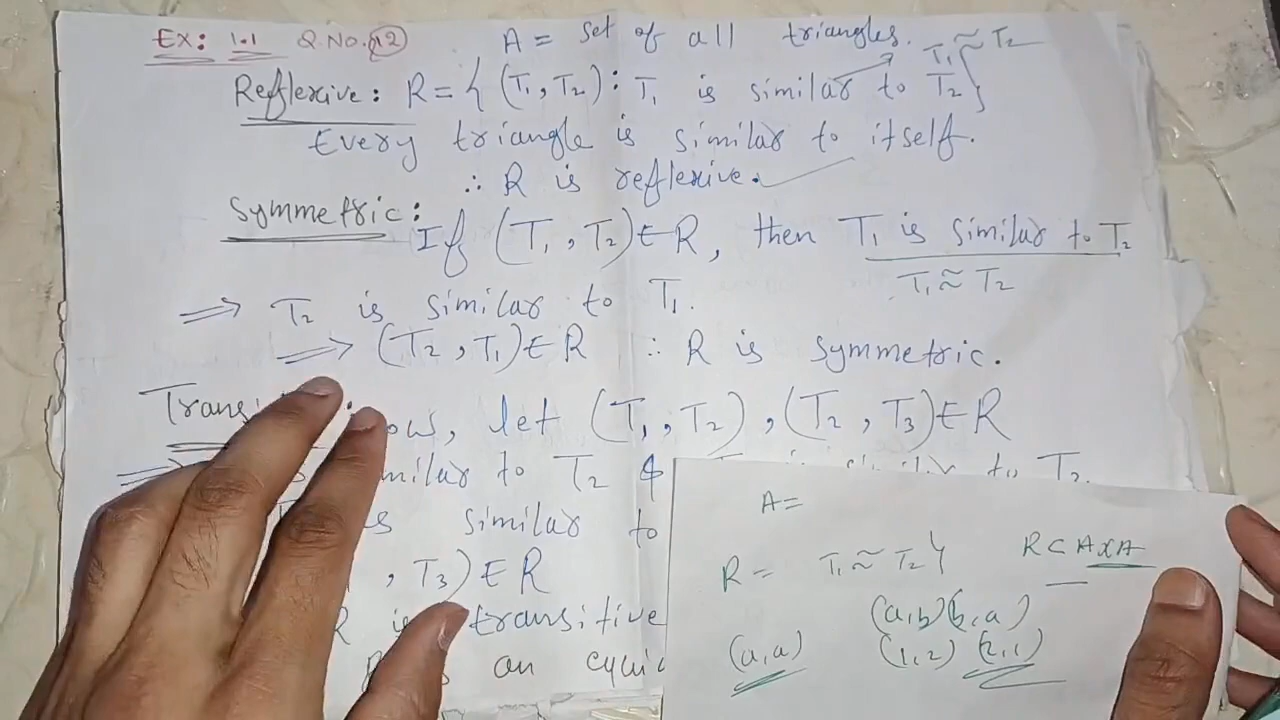 Ex: 1.1 Q.No.12 A = set of all triangles.
T₁ ≈ T₂
Reflexive: R = { (T₁, T₂) : T₁ is similar to T₂ }
Every triangle is similar to itself.
∴ R is reflexive.
Symmetric:
If (T₁, T₂) ∈ R, then T₁ is similar to T₂
T₁ ≈ T₂
⇒ T₂ is similar to T₁.
⇒ (T₂, T₁) ∈ R ∴ R is symmetric.
let (T₁, T₂), (T₂, T₃) ∈ R
to T₂ &
similar to
, T₃) ∈ R
R is transitive
an
A =
R = T₁ ≈ T₂ } R ⊂ A×A
(a,b) (b,a)
(a,a) (1,2) (2,1)